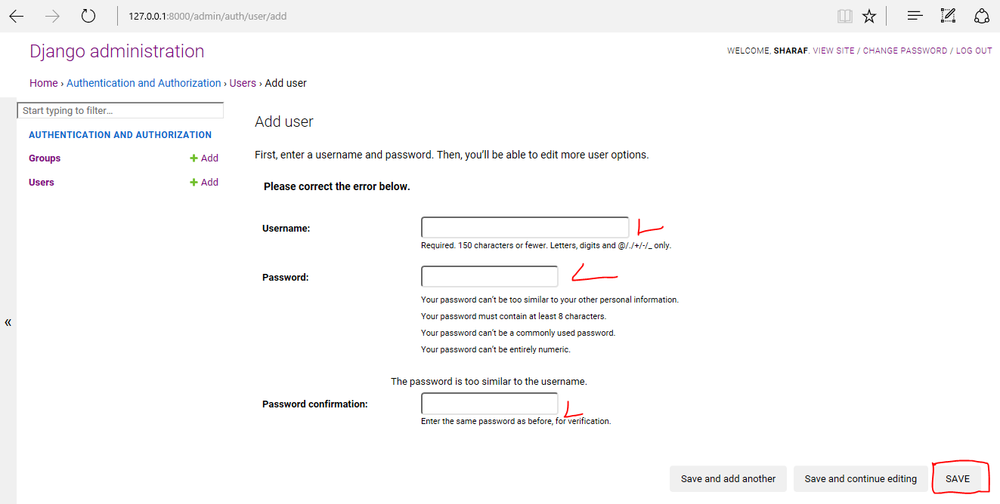 127.0.0.1:8000/admin/auth/user/add
Django administration
WELCOME, SHARAF. VIEW SITE / CHANGE PASSWORD / LOG OUT
Home › Authentication and Authorization › Users › Add user
Start typing to filter...
AUTHENTICATION AND AUTHORIZATION
Groups + Add
Users + Add
«
Add user
First, enter a username and password. Then, you’ll be able to edit more user options.
Please correct the error below.
Username:
Required. 150 characters or fewer. Letters, digits and @/./+/-/_ only.
Password:
Your password can’t be too similar to your other personal information.
Your password must contain at least 8 characters.
Your password can’t be a commonly used password.
Your password can’t be entirely numeric.
The password is too similar to the username.
Password confirmation:
Enter the same password as before, for verification.
Save and add another Save and continue editing SAVE